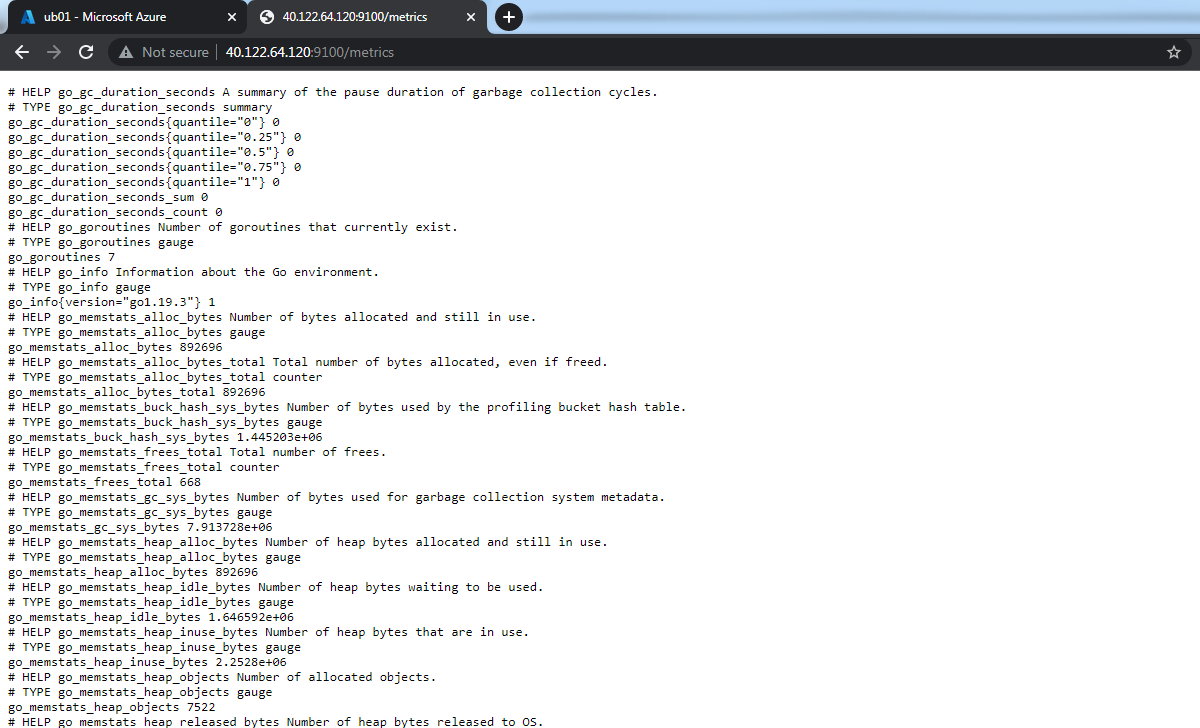 ub01 - Microsoft Azure
40.122.64.120:9100/metrics
Not secure
40.122.64.120:9100/metrics
# HELP go_gc_duration_seconds A summary of the pause duration of garbage collection cycles.
# TYPE go_gc_duration_seconds summary
go_gc_duration_seconds{quantile="0"} 0
go_gc_duration_seconds{quantile="0.25"} 0
go_gc_duration_seconds{quantile="0.5"} 0
go_gc_duration_seconds{quantile="0.75"} 0
go_gc_duration_seconds{quantile="1"} 0
go_gc_duration_seconds_sum 0
go_gc_duration_seconds_count 0
# HELP go_goroutines Number of goroutines that currently exist.
# TYPE go_goroutines gauge
go_goroutines 7
# HELP go_info Information about the Go environment.
# TYPE go_info gauge
go_info{version="go1.19.3"} 1
# HELP go_memstats_alloc_bytes Number of bytes allocated and still in use.
# TYPE go_memstats_alloc_bytes gauge
go_memstats_alloc_bytes 892696
# HELP go_memstats_alloc_bytes_total Total number of bytes allocated, even if freed.
# TYPE go_memstats_alloc_bytes_total counter
go_memstats_alloc_bytes_total 892696
# HELP go_memstats_buck_hash_sys_bytes Number of bytes used by the profiling bucket hash table.
# TYPE go_memstats_buck_hash_sys_bytes gauge
go_memstats_buck_hash_sys_bytes 1.445203e+06
# HELP go_memstats_frees_total Total number of frees.
# TYPE go_memstats_frees_total counter
go_memstats_frees_total 668
# HELP go_memstats_gc_sys_bytes Number of bytes used for garbage collection system metadata.
# TYPE go_memstats_gc_sys_bytes gauge
go_memstats_gc_sys_bytes 7.913728e+06
# HELP go_memstats_heap_alloc_bytes Number of heap bytes allocated and still in use.
# TYPE go_memstats_heap_alloc_bytes gauge
go_memstats_heap_alloc_bytes 892696
# HELP go_memstats_heap_idle_bytes Number of heap bytes waiting to be used.
# TYPE go_memstats_heap_idle_bytes gauge
go_memstats_heap_idle_bytes 1.646592e+06
# HELP go_memstats_heap_inuse_bytes Number of heap bytes that are in use.
# TYPE go_memstats_heap_inuse_bytes gauge
go_memstats_heap_inuse_bytes 2.2528e+06
# HELP go_memstats_heap_objects Number of allocated objects.
# TYPE go_memstats_heap_objects gauge
go_memstats_heap_objects 7522
# HELP go_memstats_heap_released_bytes Number of heap bytes released to OS.